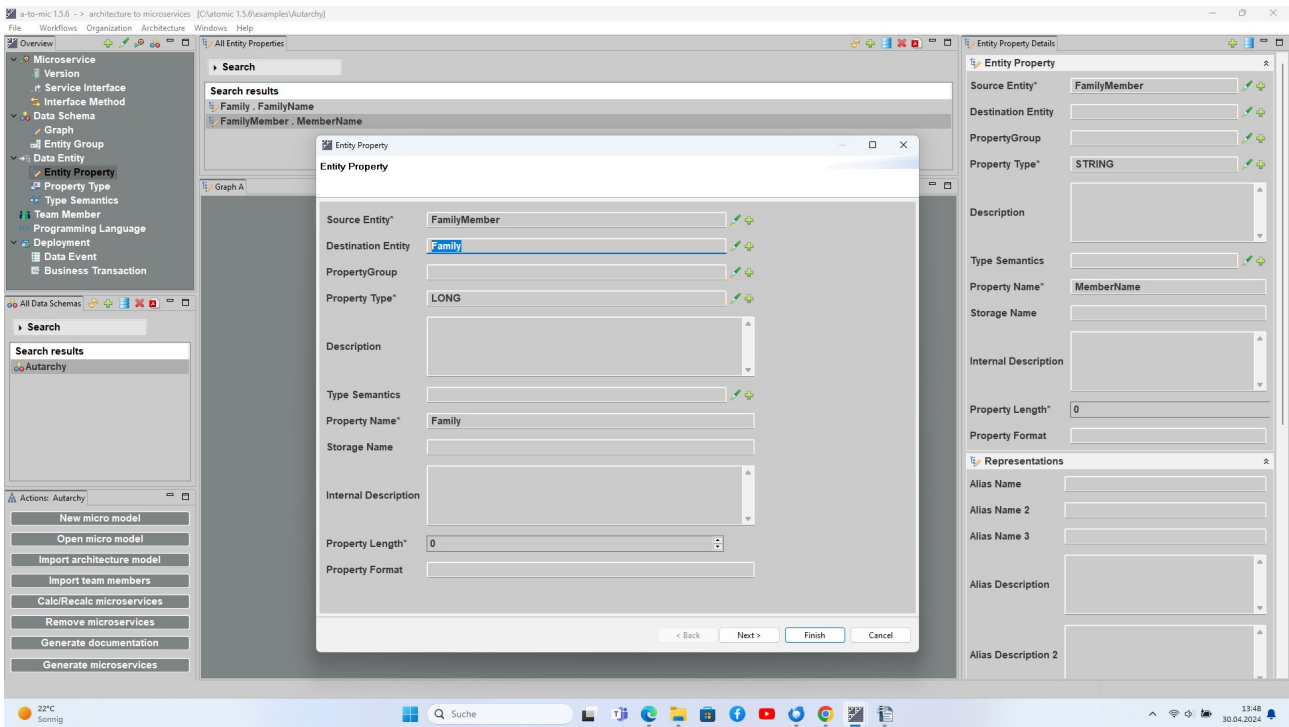 a-to-mic 1.5.6 - > architecture to microservices [C:\atomic 1.5.6\examples\Autarchy]
File Workflows Organization Architecture Windows Help
Overview
Microservice
Version
Service Interface
Interface Method
Data Schema
Graph
Entity Group
Data Entity
Entity Property
Property Type
Type Semantics
Team Member
Programming Language
Deployment
Data Event
Business Transaction
All Data Schemas
Search
Search results
Autarchy
Actions: Autarchy
New micro model
Open micro model
Import architecture model
Import team members
Calc/Recalc microservices
Remove microservices
Generate documentation
Generate microservices
All Entity Properties
Search
Search results
Family . FamilyName
FamilyMember . MemberName
Graph A
Entity Property
Entity Property
Source Entity* FamilyMember
Destination Entity Family
PropertyGroup
Property Type* LONG
Description
Type Semantics
Property Name* Family
Storage Name
Internal Description
Property Length* 0
Property Format
< Back Next > Finish Cancel
Entity Property Details
Entity Property
Source Entity* FamilyMember
Destination Entity
PropertyGroup
Property Type* STRING
Description
Type Semantics
Property Name* MemberName
Storage Name
Internal Description
Property Length* 0
Property Format
Representations
Alias Name
Alias Name 2
Alias Name 3
Alias Description
Alias Description 2
22°C
Sonnig
Suche
13:48
30.04.2024